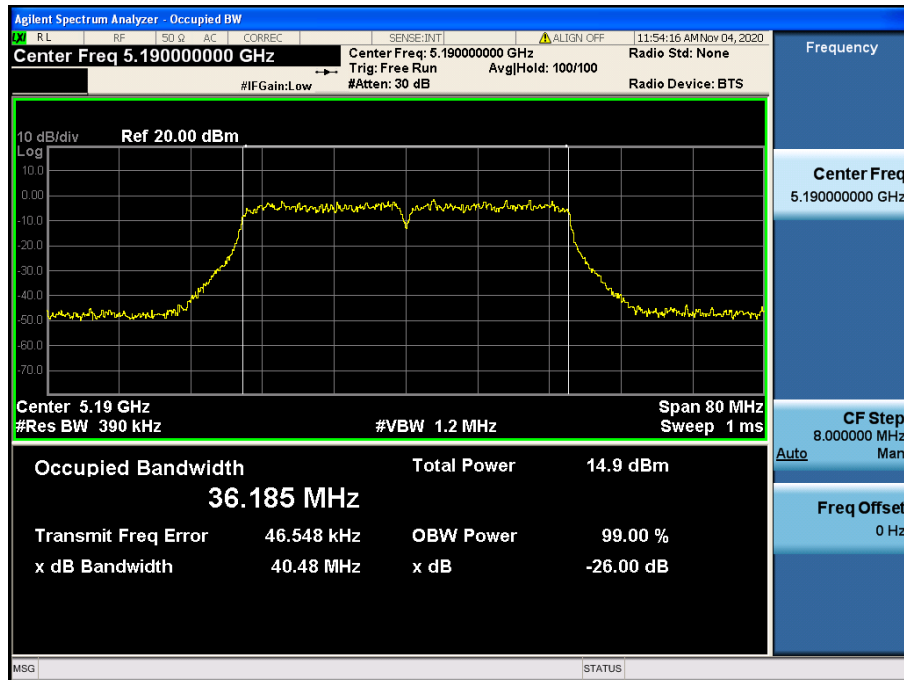 Agilent Spectrum Analyzer - Occupied BW
LXI RL RF 50 Ω AC CORREC SENSE:INT ALIGN OFF 11:54:16 AM Nov 04, 2020
Center Freq 5.190000000 GHz
Center Freq: 5.190000000 GHz
Radio Std: None
Trig: Free Run Avg|Hold: 100/100
#IFGain:Low #Atten: 30 dB Radio Device: BTS
10 dB/div Ref 20.00 dBm
Log
10.0
0.00
-10.0
-20.0
-30.0
-40.0
-50.0
-60.0
-70.0
Center 5.19 GHz Span 80 MHz
#Res BW 390 kHz #VBW 1.2 MHz Sweep 1 ms
Occupied Bandwidth Total Power 14.9 dBm
36.185 MHz
Transmit Freq Error 46.548 kHz OBW Power 99.00 %
x dB Bandwidth 40.48 MHz x dB -26.00 dB
MSG STATUS
Frequency
Center Freq
5.190000000 GHz
CF Step
8.000000 MHz
Auto Man
Freq Offset
0 Hz